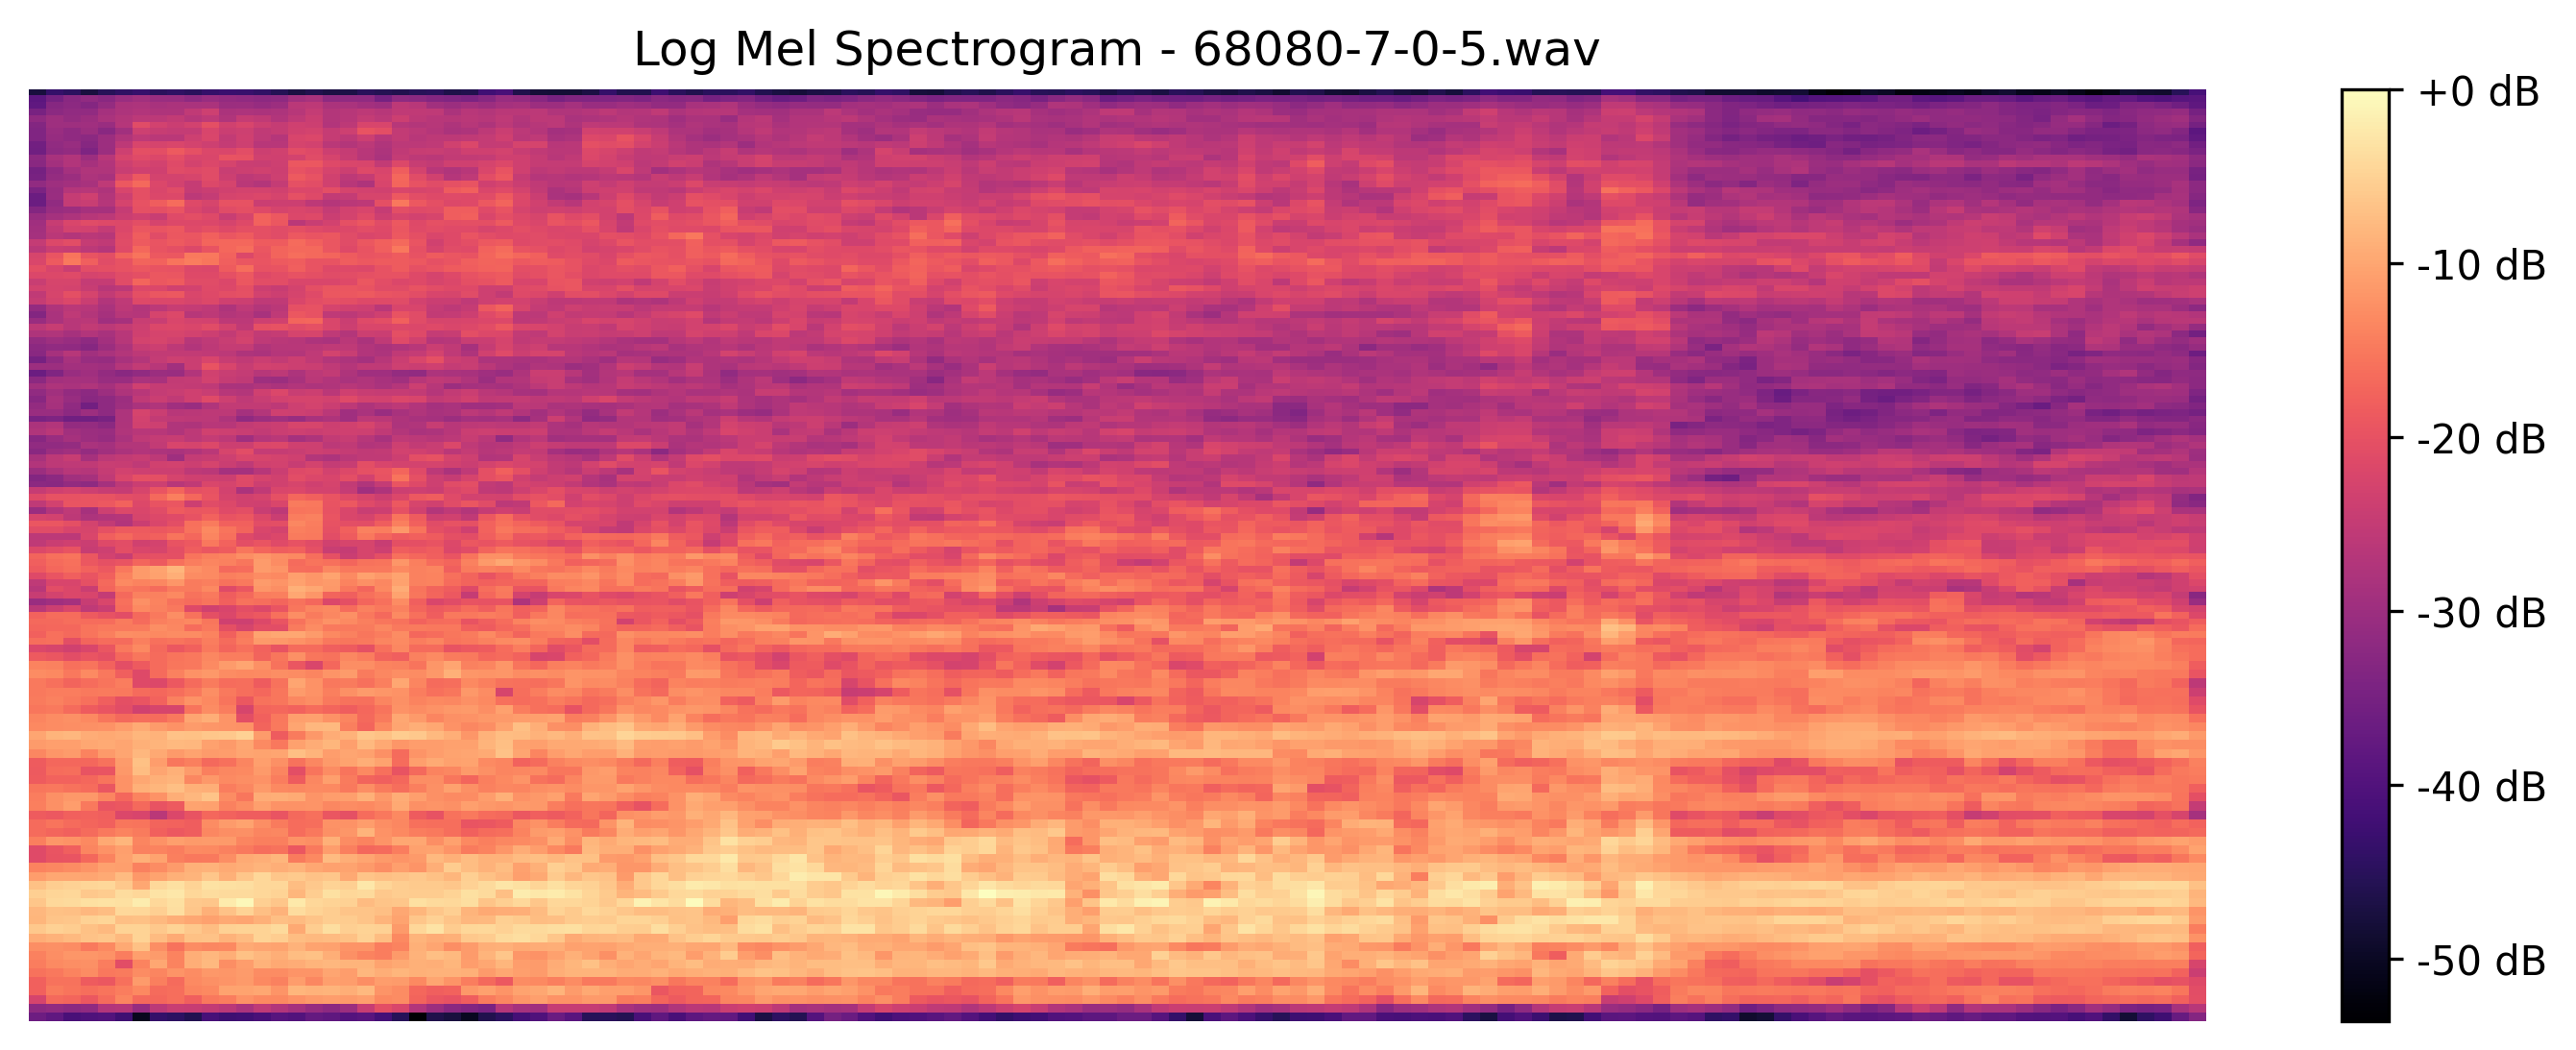 Log Mel Spectrogram - 68080-7-0-5.wav
+0 dB
-10 dB
-20 dB
-30 dB
-40 dB
-50 dB